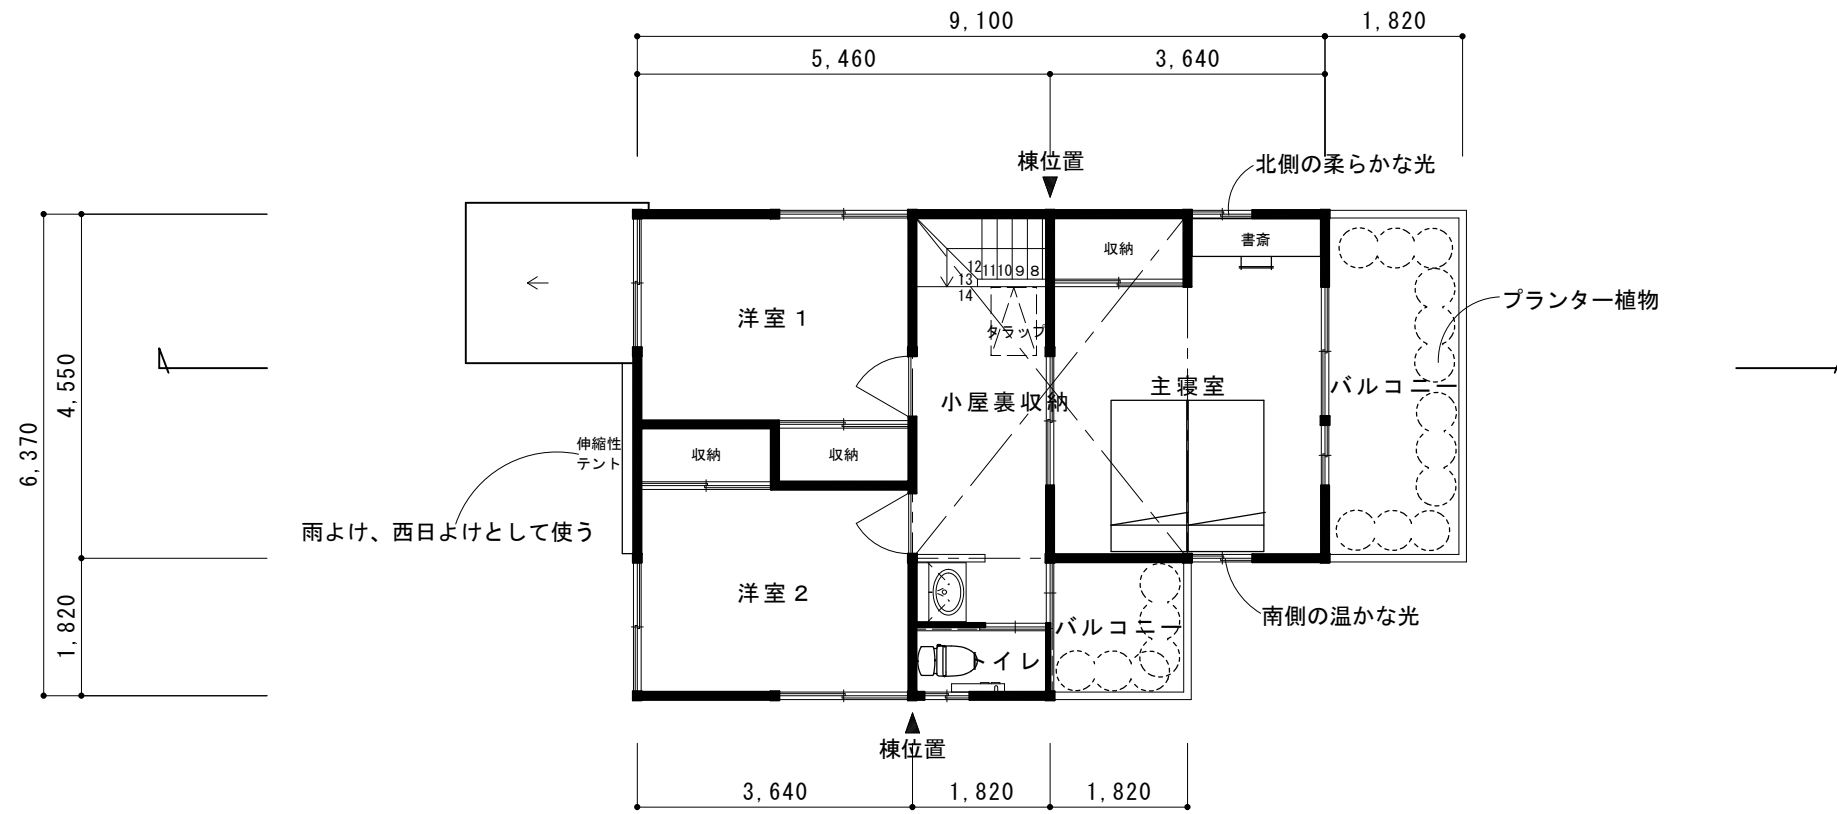 9,100
1,820
5,460
3,640
棟位置
北側の柔らかな光
収納
書斎
12
11
10
9
8
13
14
タラップ
洋室1
プランター植物
主寝室
バルコニー
小屋裏収納
4,550
6,370
伸縮性
テント
収納
収納
雨よけ、西日よけとして使う
洋室2
1,820
南側の温かな光
バルコニー
トイレ
棟位置
3,640
1,820
1,820